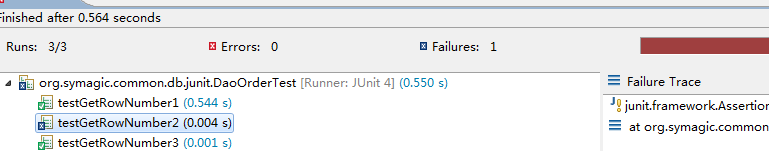 Finished after 0.564 seconds
Runs: 3/3 Errors: 0 Failures: 1
org.symagic.common.db.junit.DaoOrderTest [Runner: JUnit 4] (0.550 s)
testGetRowNumber1 (0.544 s)
testGetRowNumber2 (0.004 s)
testGetRowNumber3 (0.001 s)
Failure Trace
junit.framework.Assertion
at org.symagic.common